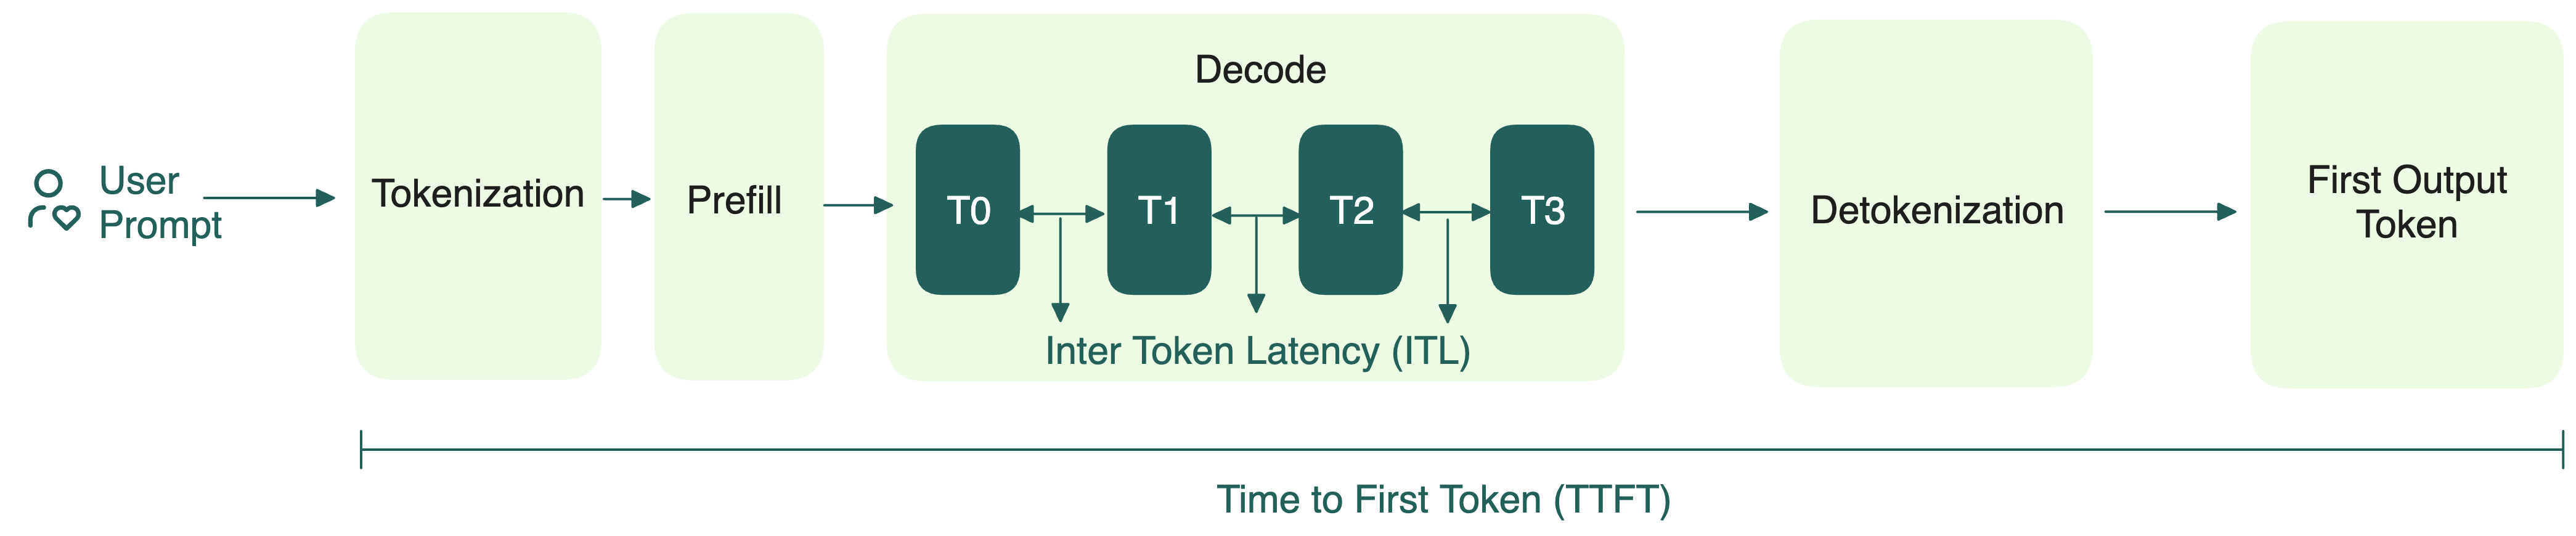 User
Prompt
Tokenization
Prefill
Decode
T0
T1
T2
T3
Inter Token Latency (ITL)
Detokenization
First Output
Token
Time to First Token (TTFT)